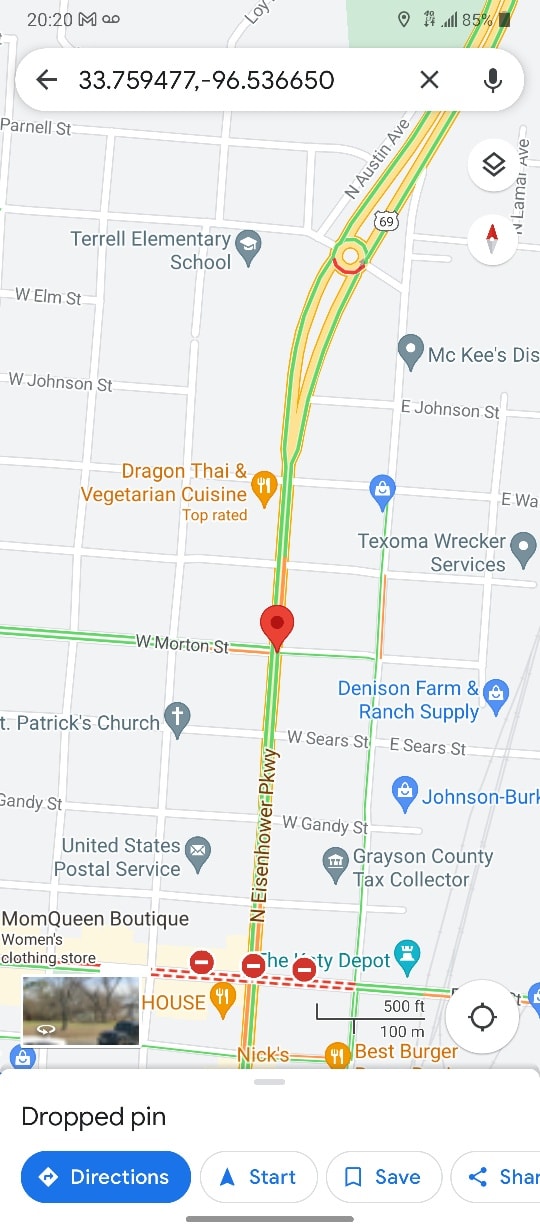 20:20
85%
Loy
33.759477,-96.536650
Parnell St
N Austin Ave
N Lamar Ave
69
Terrell Elementary
School
W Elm St
Mc Kee's Dis
W Johnson St
E Johnson St
Dragon Thai &
Vegetarian Cuisine
Top rated
E Wa
Texoma Wrecker
Services
W Morton St
Denison Farm &
Ranch Supply
t. Patrick's Church
W Sears St
E Sears St
Gandy St
Johnson-Burk
W Gandy St
N Eisenhower Pkwy
United States
Postal Service
Grayson County
Tax Collector
MomQueen Boutique
Women's
clothing store
The Katy Depot
HOUSE
500 ft
100 m
Nick's
Best Burger
Dropped pin
Directions
Start
Save
Shar